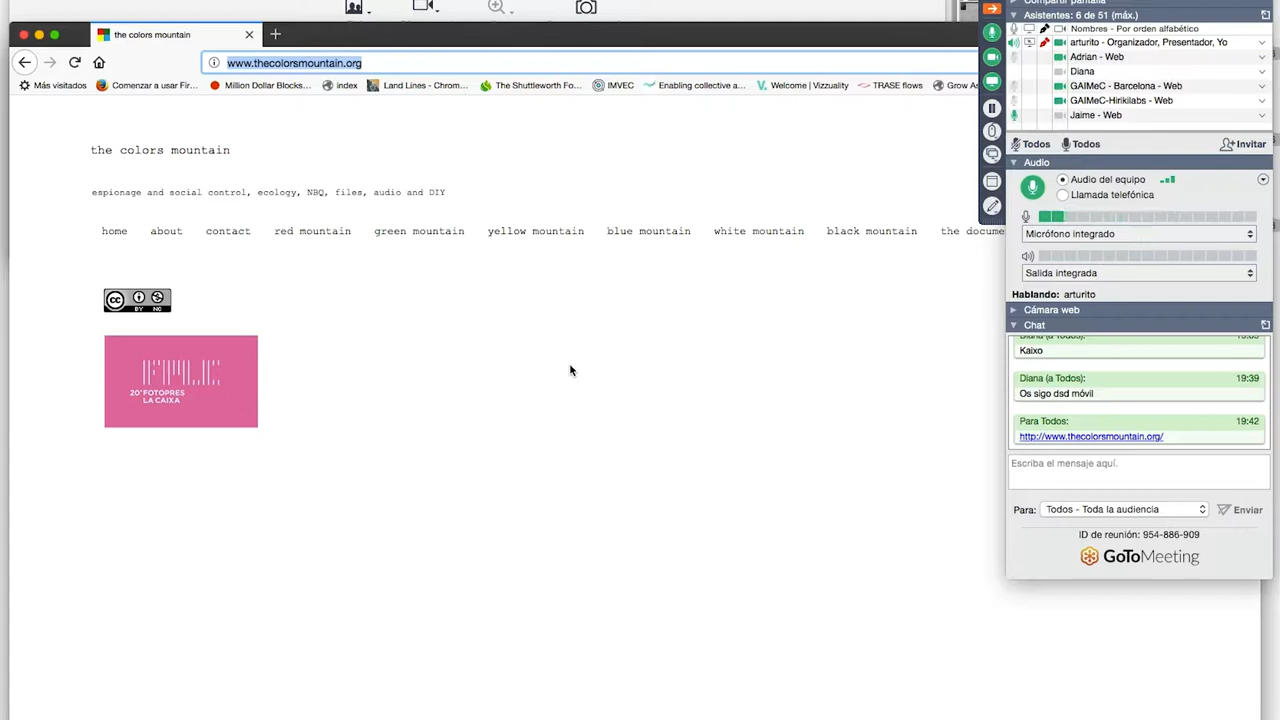 Compartir pantalla
the colors mountain
Asistentes: 6 de 51 (máx.)
Nombres - Por orden alfabético
arturito - Organizador, Presentador, Yo
Adrian - Web
Diana
GAIMeC - Barcelona - Web
GAIMeC-Hirikilabs - Web
Jaime - Web
www.thecolorsmountain.org
Más visitados
Comenzar a usar Fir...
Million Dollar Blocks...
index
Land Lines - Chrom...
The Shuttleworth Fo...
IMVEC
Enabling collective a...
Welcome | Vizzuality
TRASE flows
Grow As
the colors mountain
espionage and social control, ecology, NBQ, files, audio and DIY
home about contact red mountain green mountain yellow mountain blue mountain white mountain black mountain the docume
cc
BY NC
FPLC
20°FOTOPRES
LA CAIXA
Todos
Todos
Invitar
Audio
Audio del equipo
Llamada telefónica
Micrófono integrado
Salida integrada
Hablando: arturito
Cámara web
Chat
Diana (a Todos):
Kaixo
Diana (a Todos): 19:39
Os sigo dsd móvil
Para Todos: 19:42
http://www.thecolorsmountain.org/
Escriba el mensaje aquí.
Para: Todos - Toda la audiencia
Enviar
ID de reunión: 954-886-909
GoToMeeting